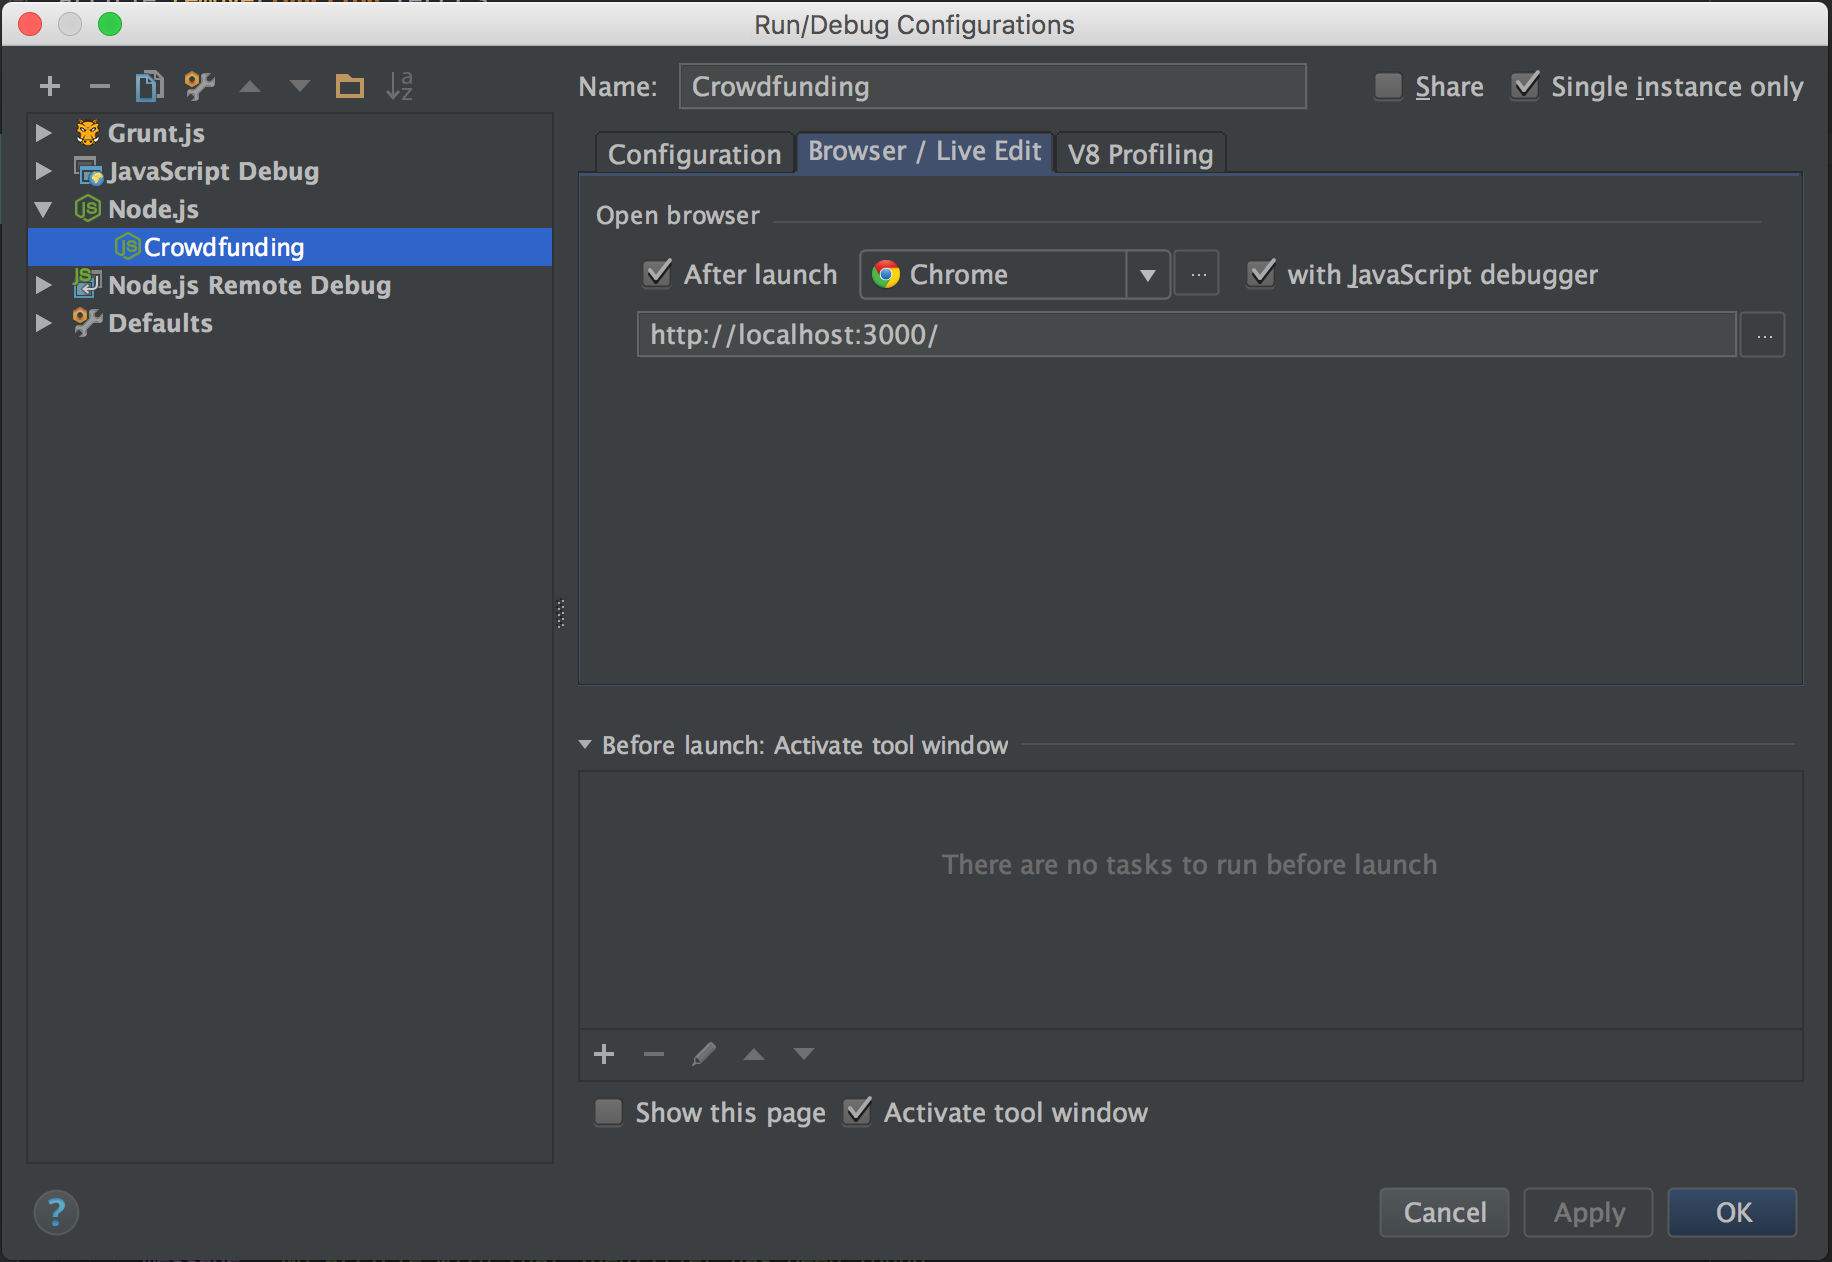 Run/Debug Configurations
Name: Crowdfunding Share Single instance only
Grunt.js
JavaScript Debug
Node.js
Crowdfunding
Node.js Remote Debug
Defaults
Configuration Browser / Live Edit V8 Profiling
Open browser
After launch Chrome ... with JavaScript debugger
http://localhost:3000/ ...
Before launch: Activate tool window
There are no tasks to run before launch
Show this page Activate tool window
? Cancel Apply OK